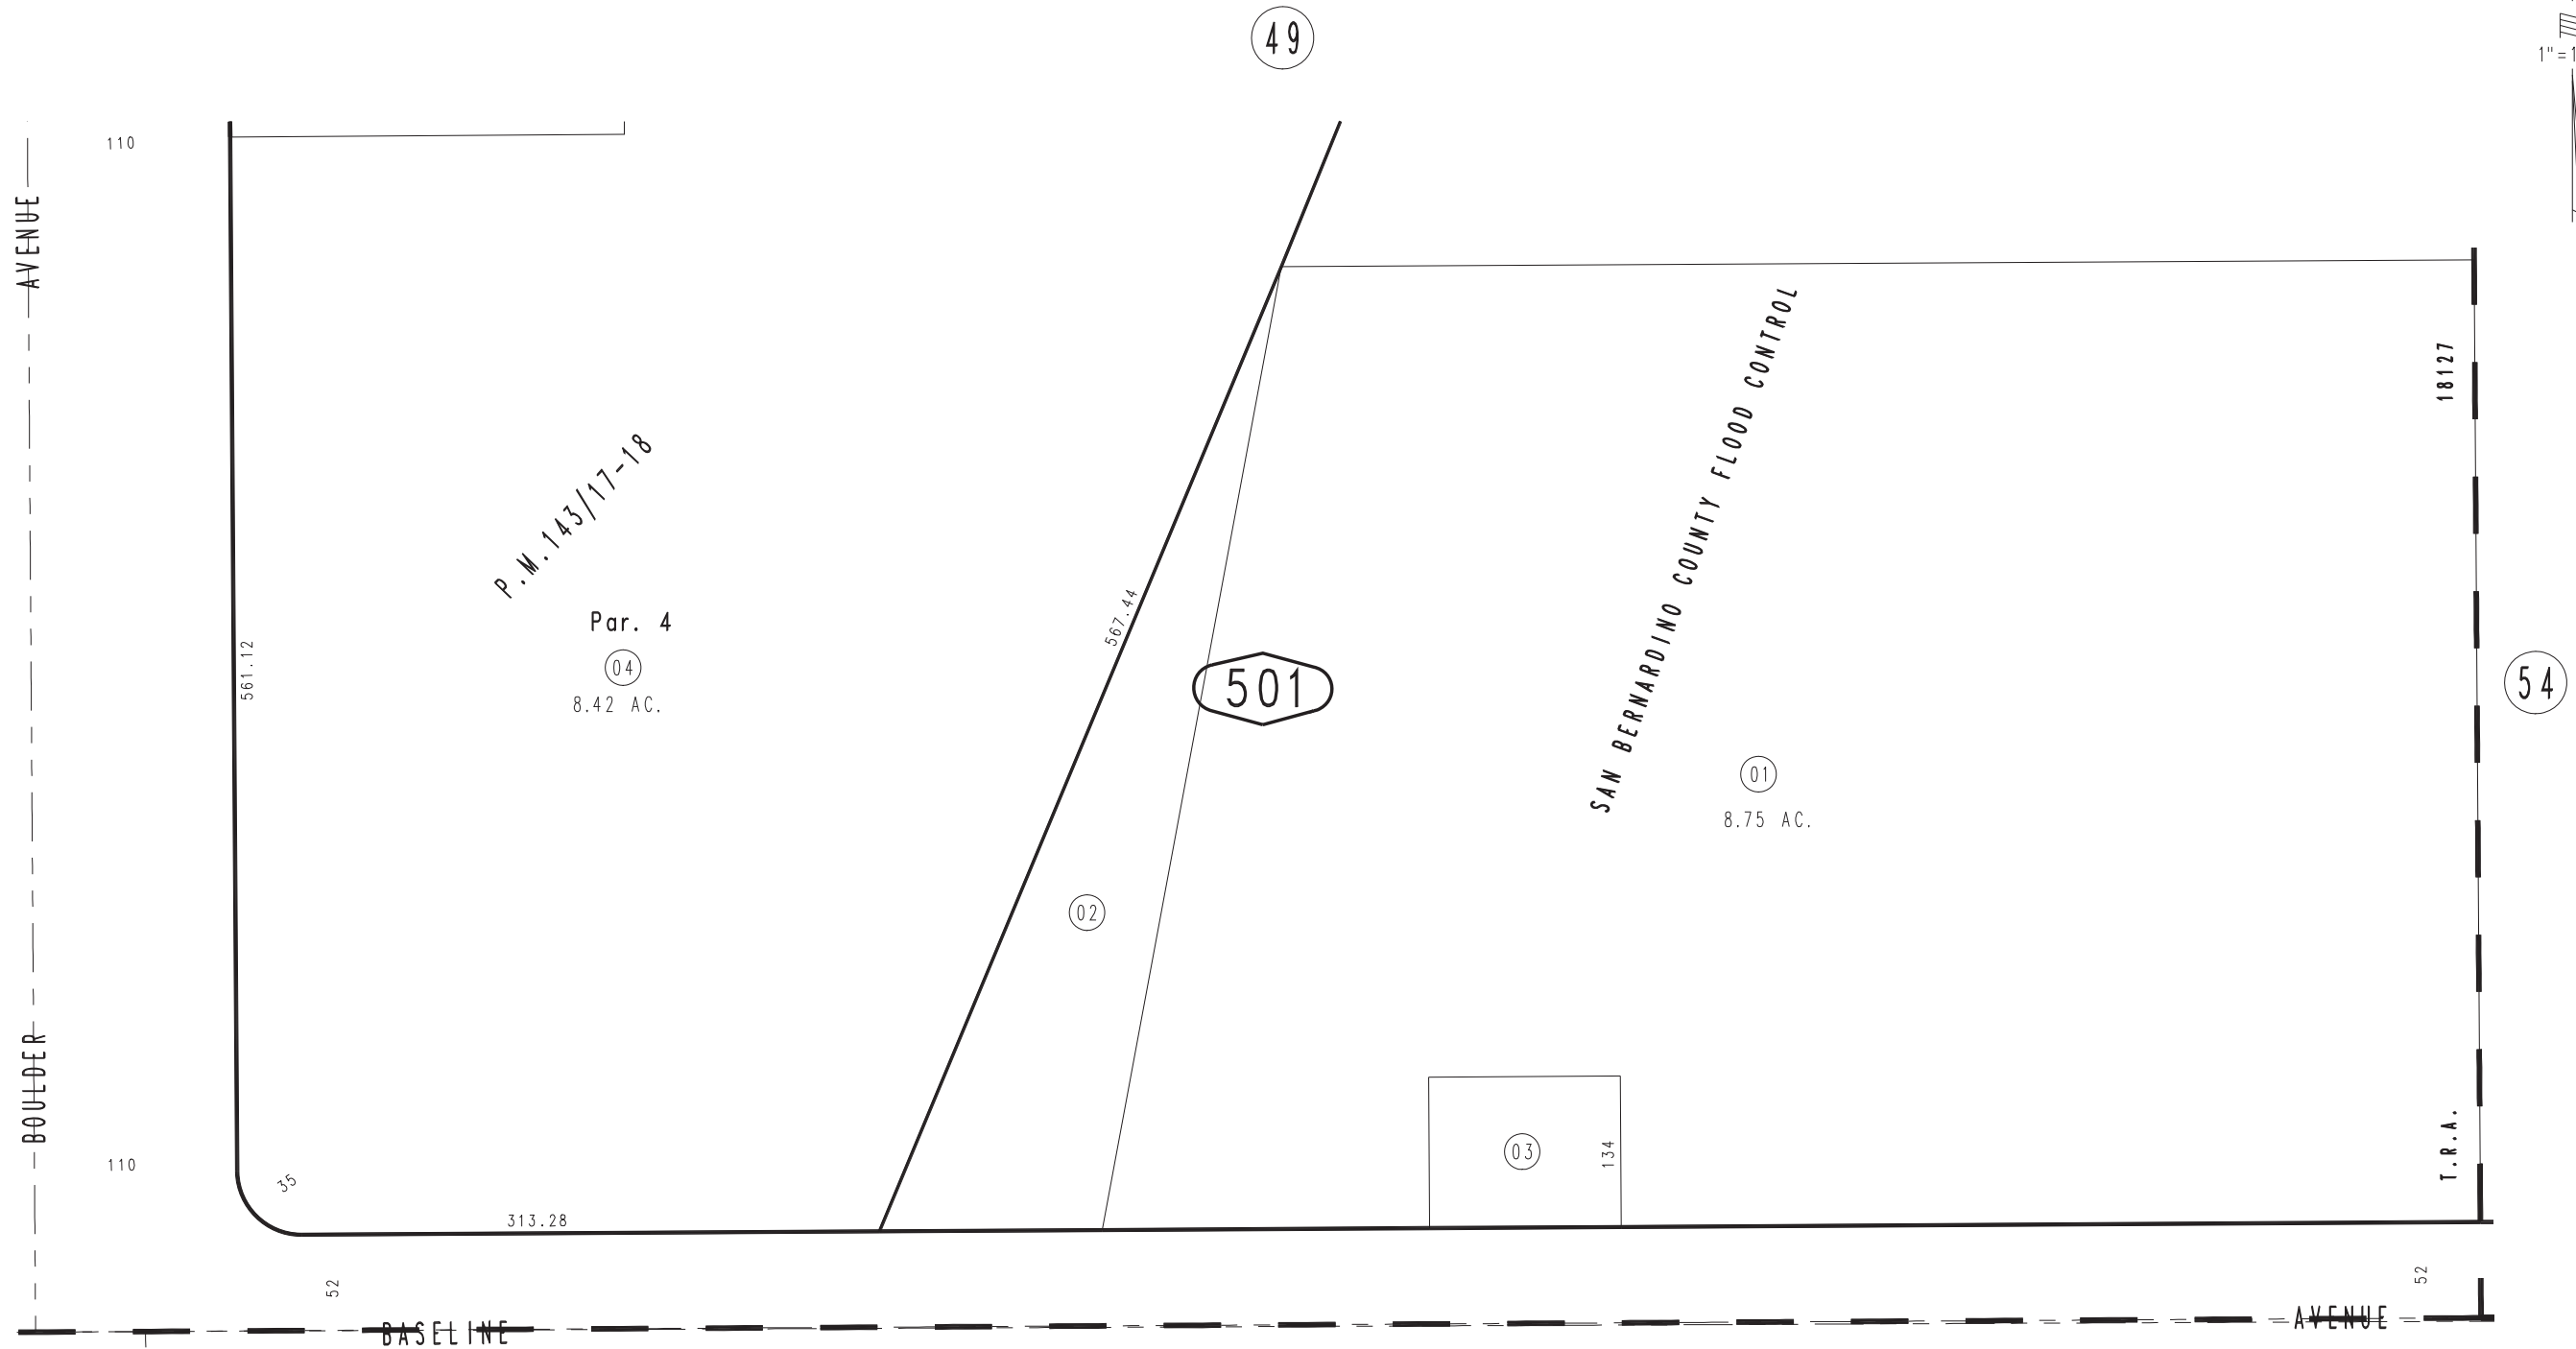 49
1"=1
110
AVENUE
18127
P.M.143/17-18
SAN BERNARDINO COUNTY FLOOD CONTROL
567.44
Par. 4
04
8.42 AC.
561.12
501
54
01
8.75 AC.
02
BOULDER
110
35
313.28
03
134
T.R.A.
52
52
BASELINE
AVENUE